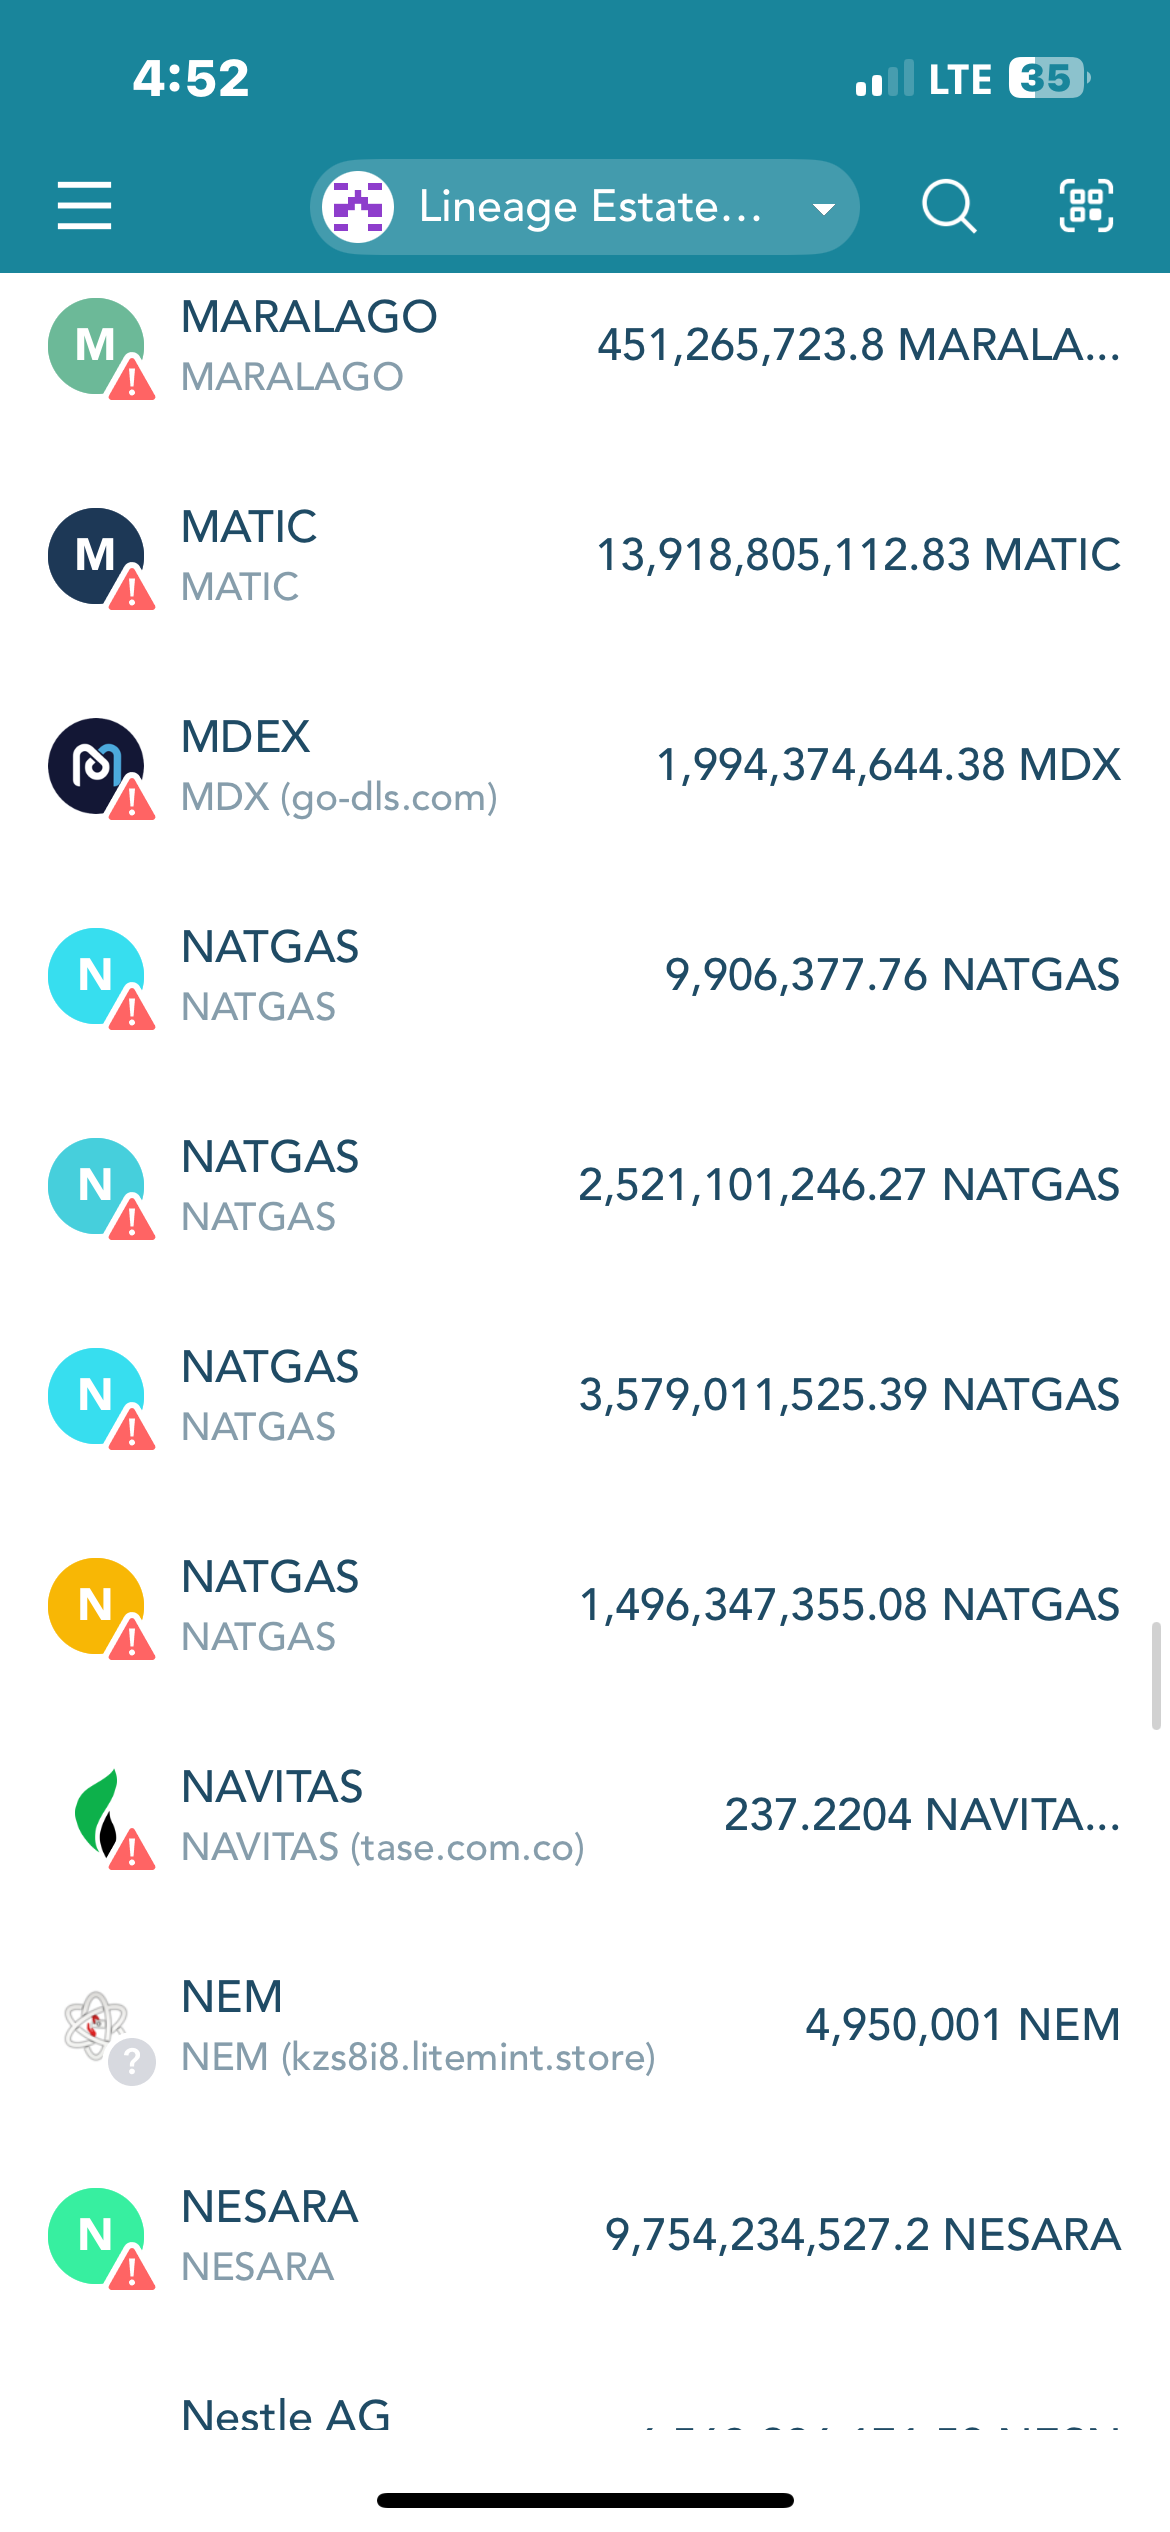 4:52
LTE 35
Lineage Estate...
MARALAGO
451,265,723.8 MARALA...
MARALAGO
M
MATIC
13,918,805,112.83 MATIC
MATIC
M
MDEX
1,994,374,644.38 MDX
MDX (go-dls.com)
NATGAS
9,906,377.76 NATGAS
NATGAS
N
NATGAS
2,521,101,246.27 NATGAS
NATGAS
N
NATGAS
3,579,011,525.39 NATGAS
NATGAS
N
NATGAS
1,496,347,355.08 NATGAS
NATGAS
N
NAVITAS
237.2204 NAVITA...
NAVITAS (tase.com.co)
NEM
4,950,001 NEM
NEM (kzs8i8.litemint.store)
?
NESARA
9,754,234,527.2 NESARA
NESARA
N
Nestle AG